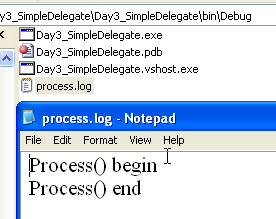 _SimpleDelegate\Day3_SimpleDelegate\bin\Debug
Day3_SimpleDelegate.exe
Day3_SimpleDelegate.pdb
Day3_SimpleDelegate.vshost.exe
process.log
process.log - Notepad
File Edit Format View Help
Process() begin
Process() end